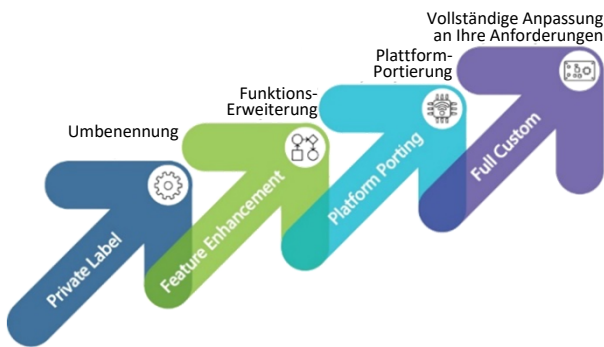 Vollständige Anpassung
an Ihre Anforderungen
Plattform-
Portierung
Funktions-
Erweiterung
Umbenennung
Private Label
Feature Enhancement
Platform Porting
Full Custom